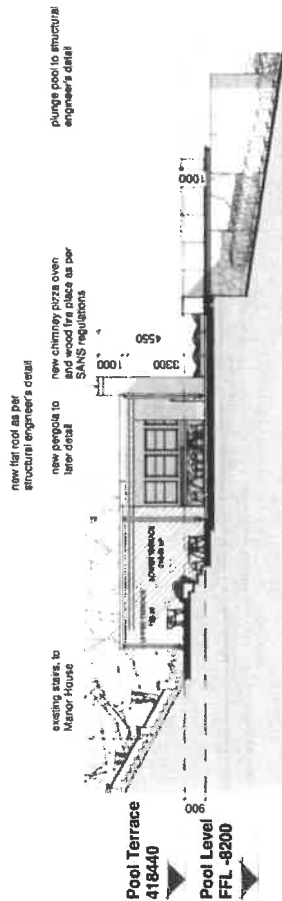 new flat roof as per
structural engineer's detail
existing stairs, to
Manor House
new pergola to
later detail
new chimney pizza oven
and wood fire place as per
SANS regulations
plunge pool to structural
engineer's detail
1000
3300
4550
1000
900
Pool Terrace
418440
Pool Level
FFL -8200